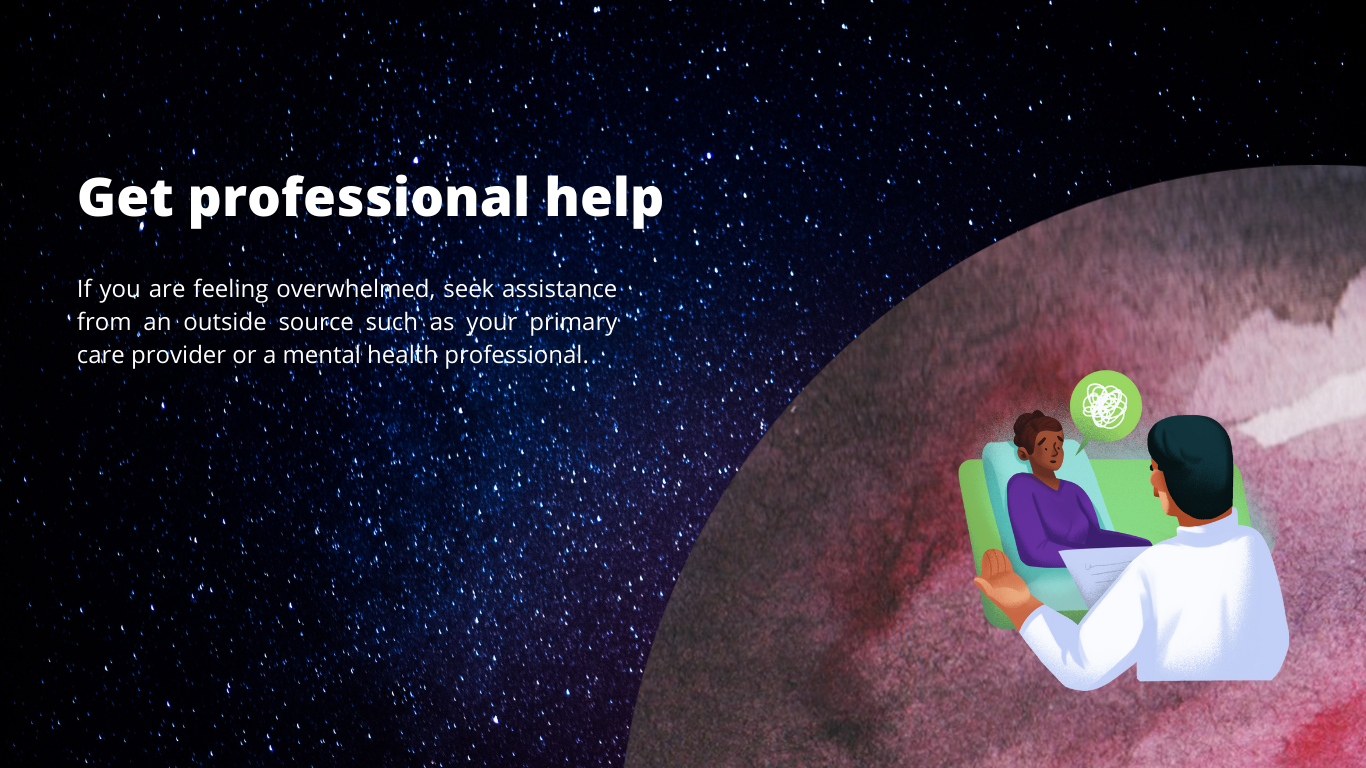 Get professional help
If you are feeling overwhelmed, seek assistance
from an outside source such as your primary
care provider or a mental health professional.